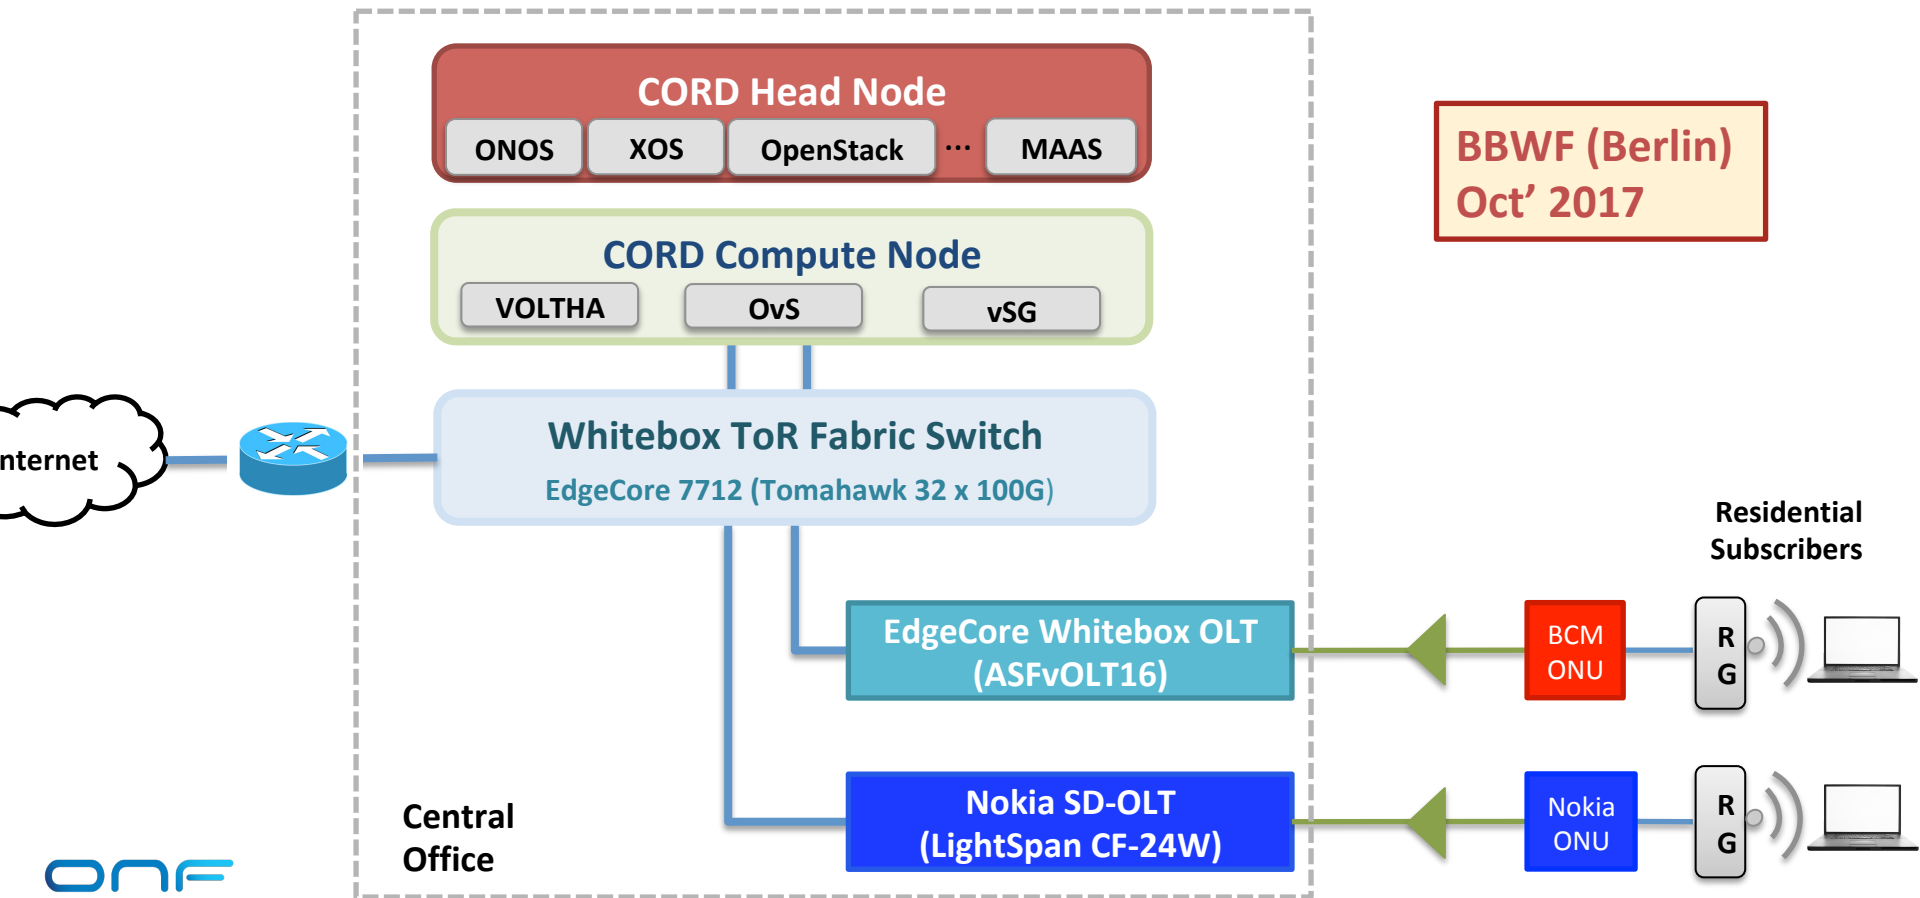 CORD Head Node
ONOS
XOS
OpenStack
...
MAAS
BBWF (Berlin)
Oct’ 2017
CORD Compute Node
VOLTHA
OvS
vSG
Whitebox ToR Fabric Switch
EdgeCore 7712 (Tomahawk 32 x 100G)
nternet
Residential
Subscribers
EdgeCore Whitebox OLT
(ASFvOLT16)
BCM
ONU
R
G
Nokia SD-OLT
(LightSpan CF-24W)
Nokia
ONU
R
G
Central
Office
ONF